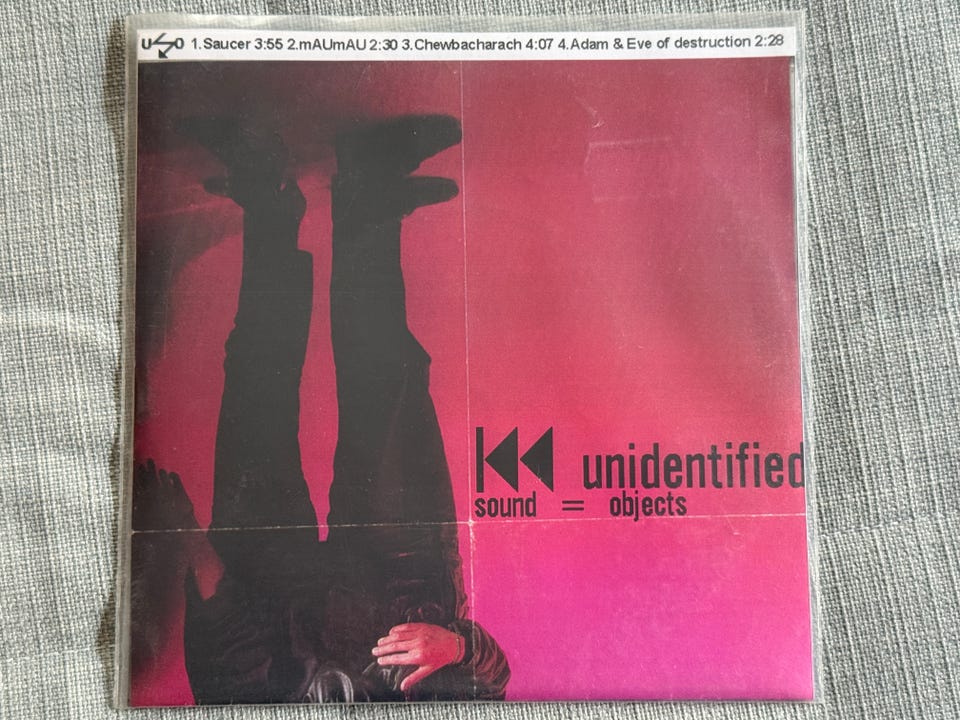 USO 1.Saucer 3:55 2.mAUmAU 2:30 3.Chewbacharach 4:07 4.Adam & Eve of destruction 2:28
unidentified
sound = objects